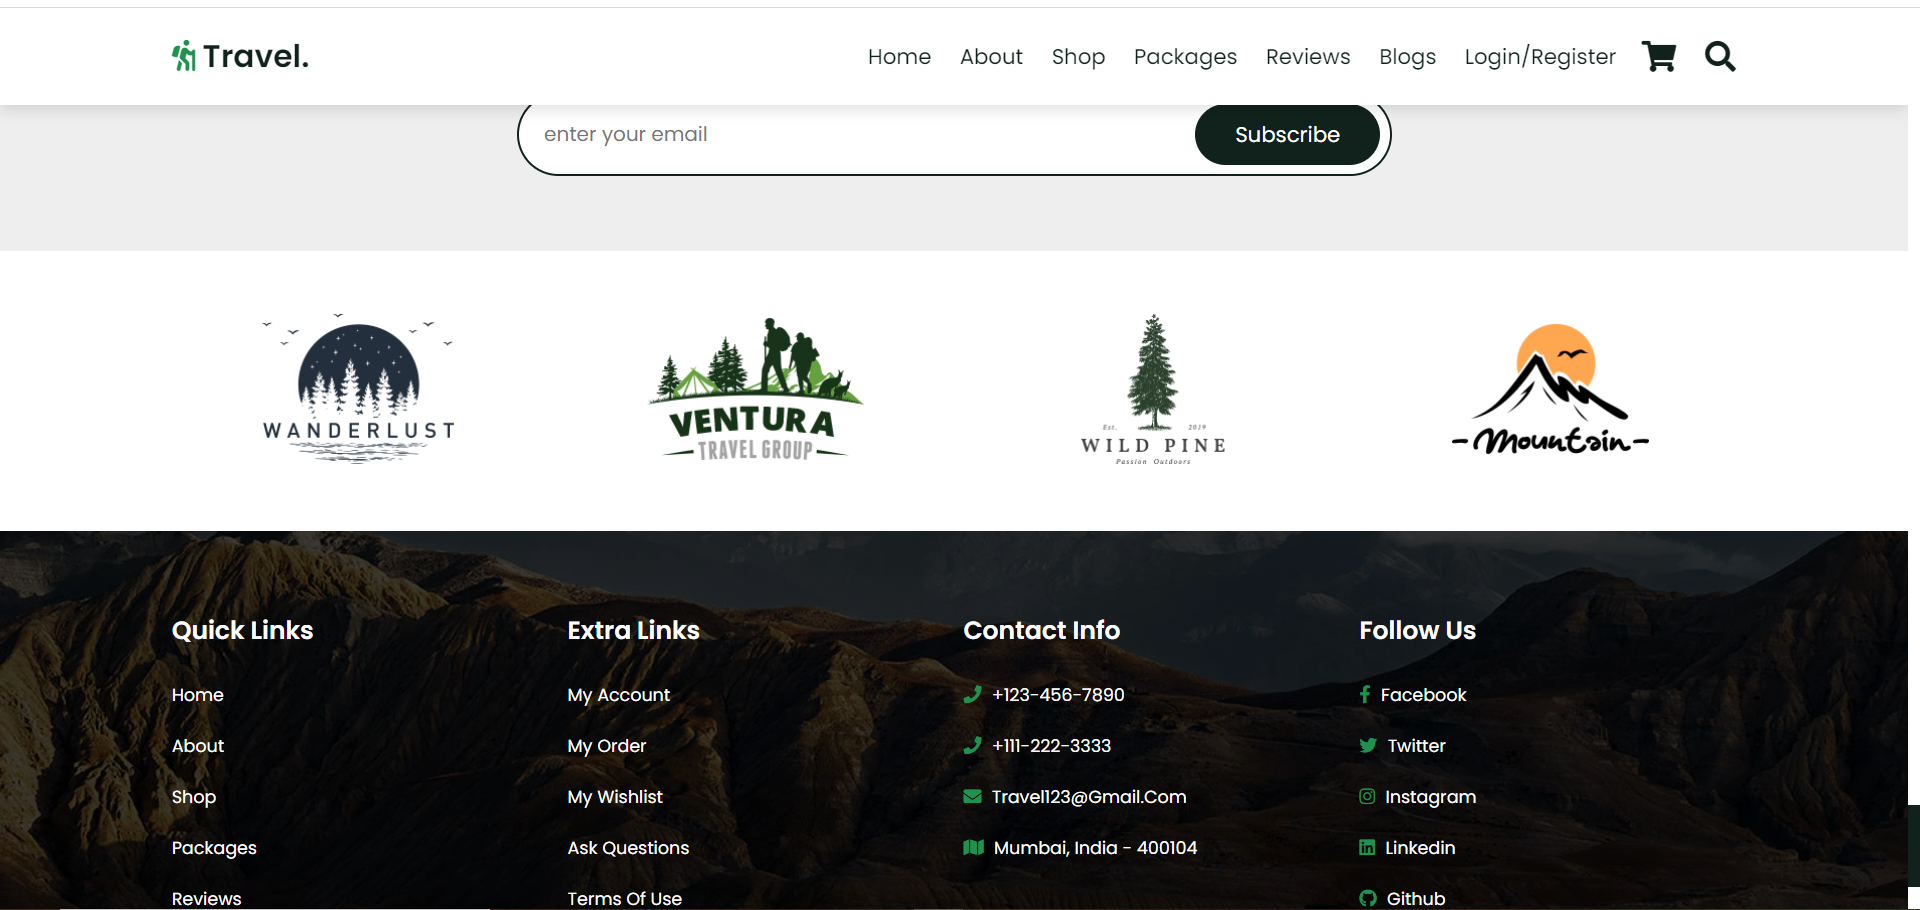 Travel.
Home About Shop Packages Reviews Blogs Login/Register
enter your email
Subscribe
WANDERLUST
VENTURA
TRAVEL GROUP
Est. 2019
WILD PINE
Passion Outdoors
-Mountain-
Quick Links
Home
About
Shop
Packages
Reviews
Extra Links
My Account
My Order
My Wishlist
Ask Questions
Terms Of Use
Contact Info
+123-456-7890
+111-222-3333
Travel123@Gmail.Com
Mumbai, India - 400104
Follow Us
Facebook
Twitter
Instagram
Linkedin
Github